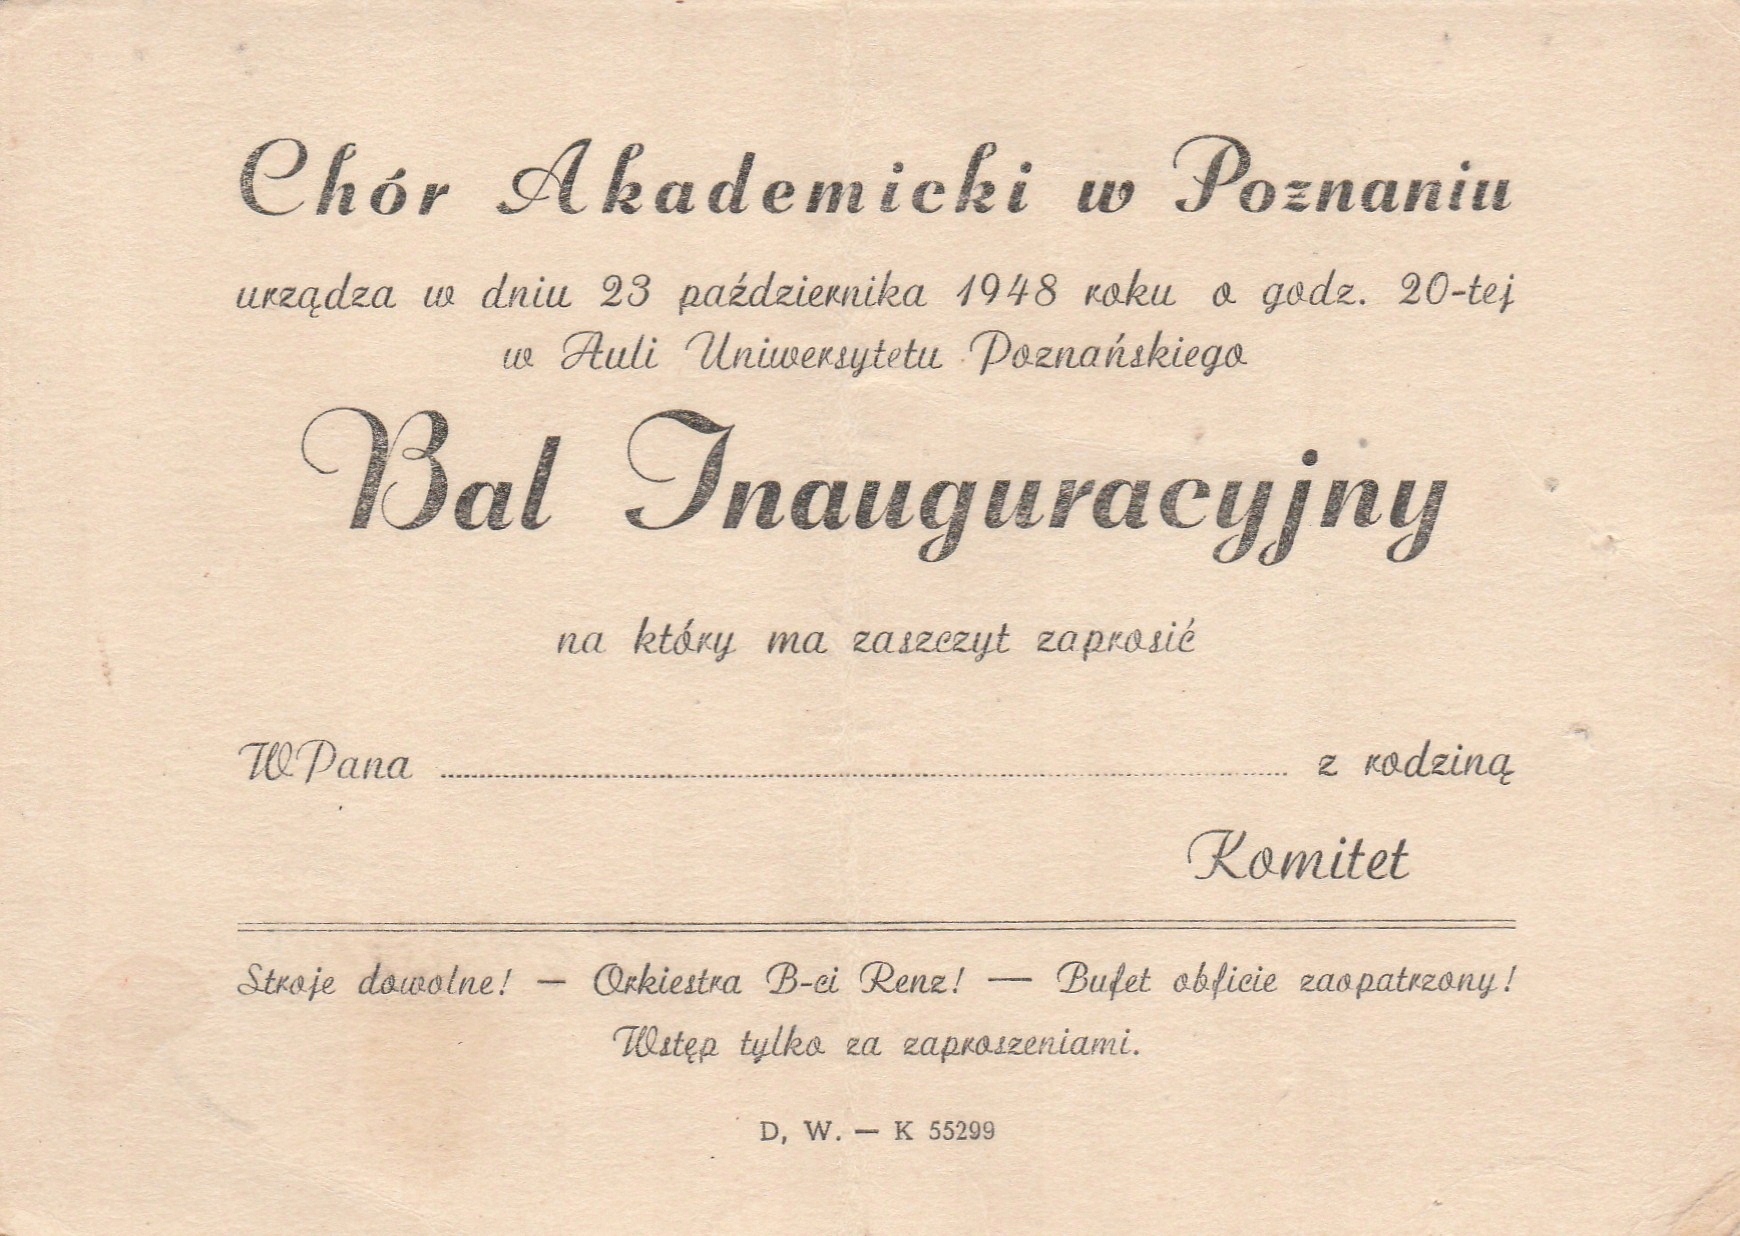 Chór Akademicki w Poznaniu
urządza w dniu 23 października 1948 roku o godz. 20-tej
w Auli Uniwersytetu Poznańskiego
Bal Inauguracyjny
na który ma zaszczyt zaprosić
WPana ........................................ z rodziną
Komitet
Stroje dowolne! — Orkiestra B-ci Renz! — Bufet obficie zaopatrzony!
Wstęp tylko za zaproszeniami.
D, W. — K 55299